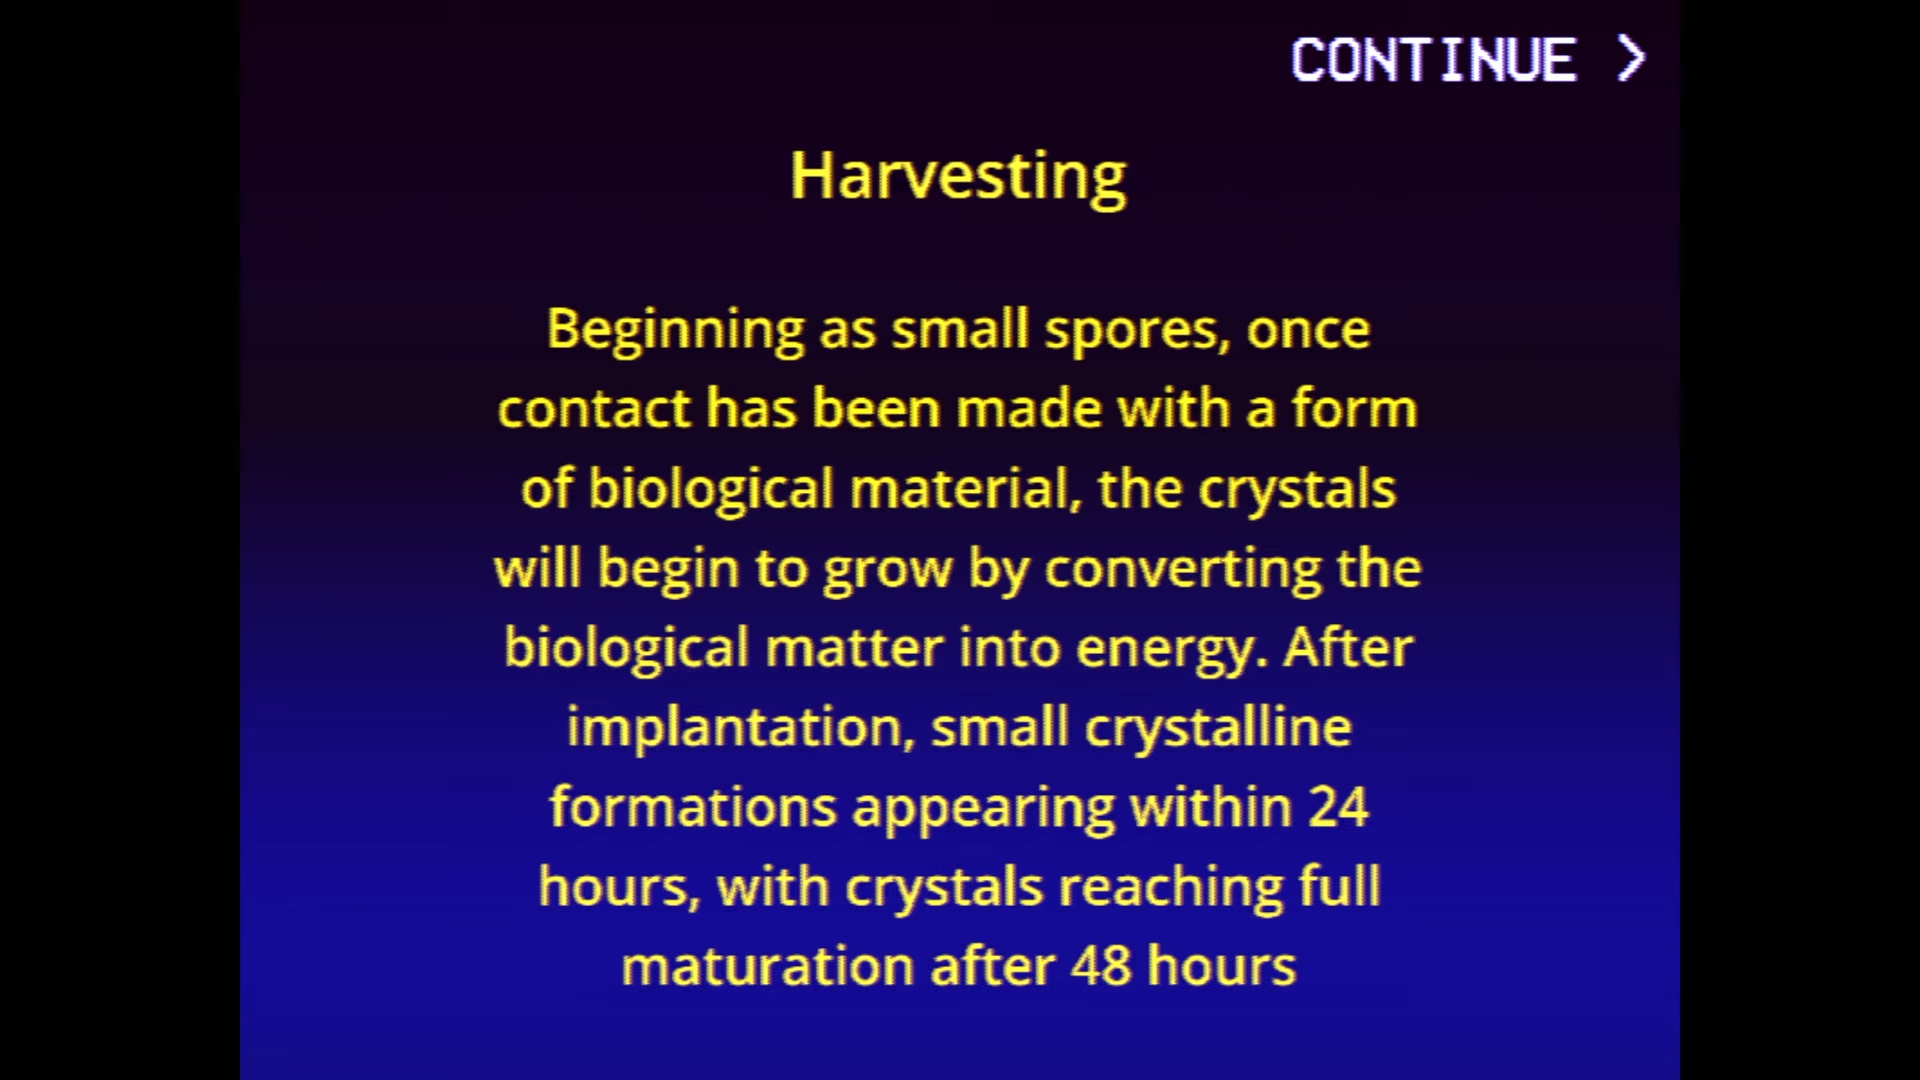 CONTINUE >
Harvesting
Beginning as small spores, once
contact has been made with a form
of biological material, the crystals
will begin to grow by converting the
biological matter into energy. After
implantation, small crystalline
formations appearing within 24
hours, with crystals reaching full
maturation after 48 hours